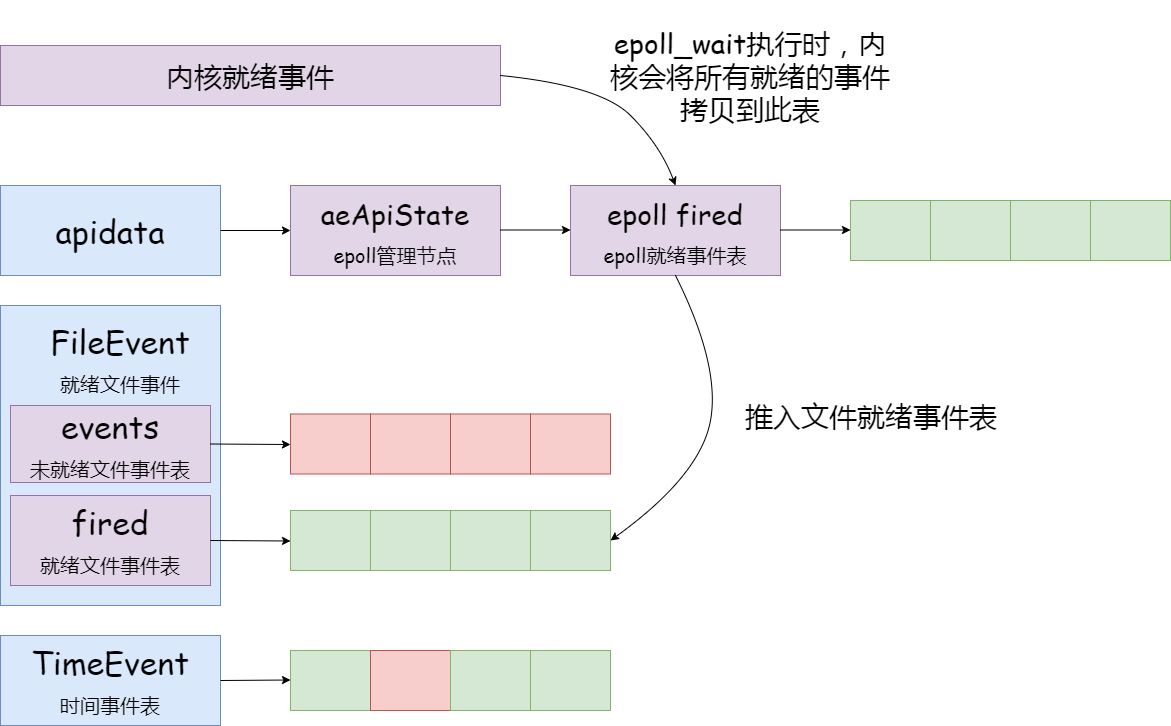 内核就绪事件
epoll_wait执行时，内
核会将所有就绪的事件
拷贝到此表
apidata
aeApiState
epoll管理节点
epoll fired
epoll就绪事件表
FileEvent
就绪文件事件
events
未就绪文件事件表
fired
就绪文件事件表
推入文件就绪事件表
TimeEvent
时间事件表